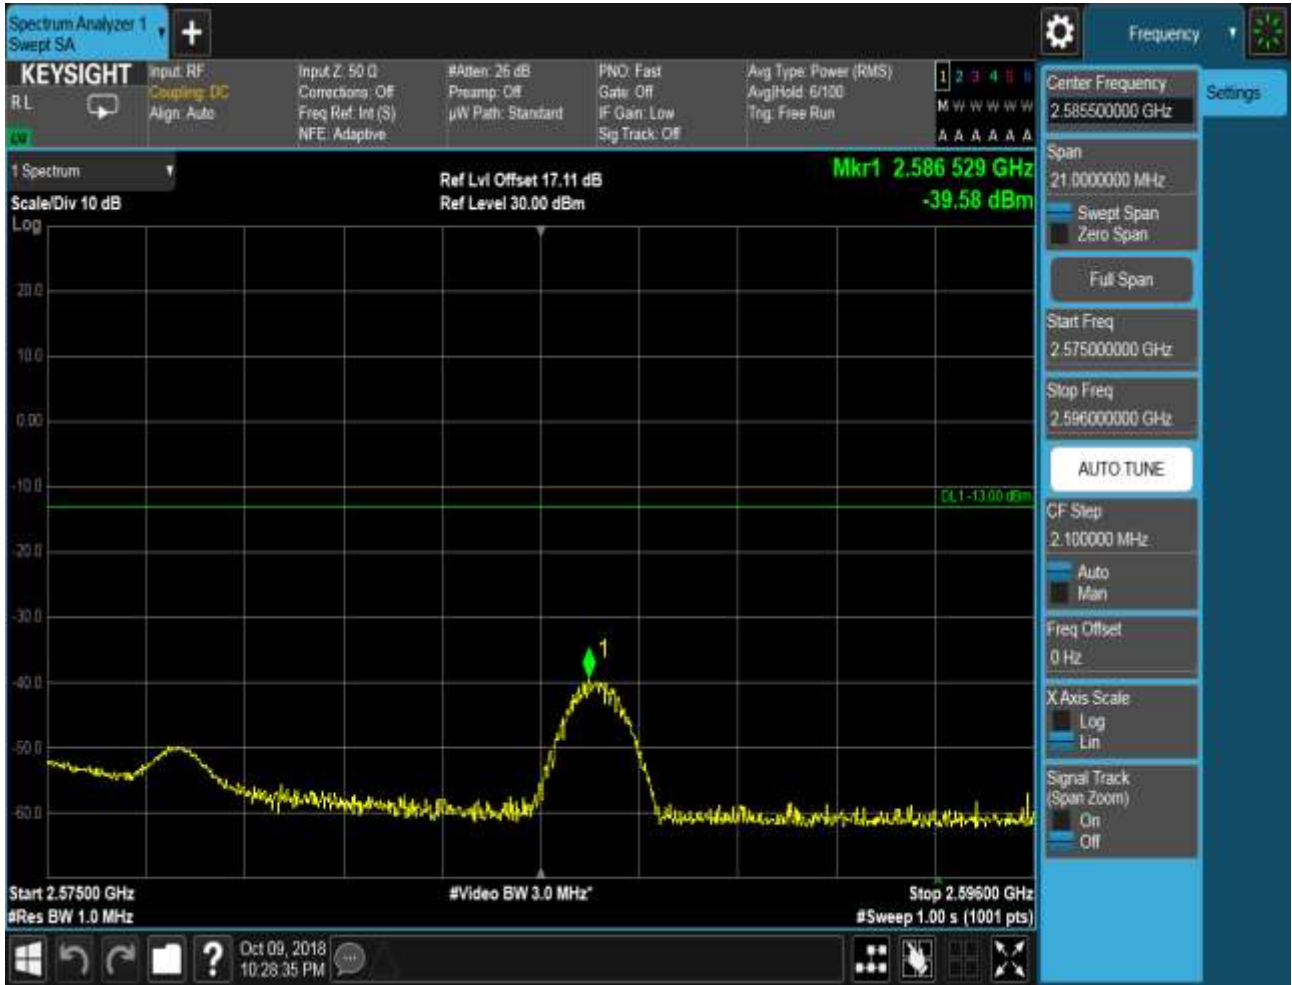 Spectrum Analyzer 1
Swept SA
+
Frequency
KEYSIGHT
RL
LW
Input: RF
Coupling: DC
Align: Auto
Input Z: 50 Ω
Corrections: Off
Freq Ref: Int (S)
NFE: Adaptive
#Atten: 26 dB
Preamp: Off
µW Path: Standard
PNO: Fast
Gate: Off
IF Gain: Low
Sig Track: Off
Avg Type: Power (RMS)
Avg|Hold: 6/100
Trig: Free Run
1 2 3 4 5 6
M W W W W W
A A A A A A
1 Spectrum
Scale/Div 10 dB
Log
Ref Lvl Offset 17.11 dB
Ref Level 30.00 dBm
Mkr1 2.586 529 GHz
-39.58 dBm
20.0
10.0
0.00
-10.0
-20.0
-30.0
-40.0
-50.0
-60.0
DL1 -13.00 dBm
1
Start 2.57500 GHz
#Res BW 1.0 MHz
#Video BW 3.0 MHz*
Stop 2.59600 GHz
#Sweep 1.00 s (1001 pts)
Center Frequency
2.585500000 GHz
Settings
Span
21.0000000 MHz
Swept Span
Zero Span
Full Span
Start Freq
2.575000000 GHz
Stop Freq
2.596000000 GHz
AUTO TUNE
CF Step
2.100000 MHz
Auto
Man
Freq Offset
0 Hz
X Axis Scale
Log
Lin
Signal Track
(Span Zoom)
On
Off
?
Oct 09, 2018
10:28:35 PM